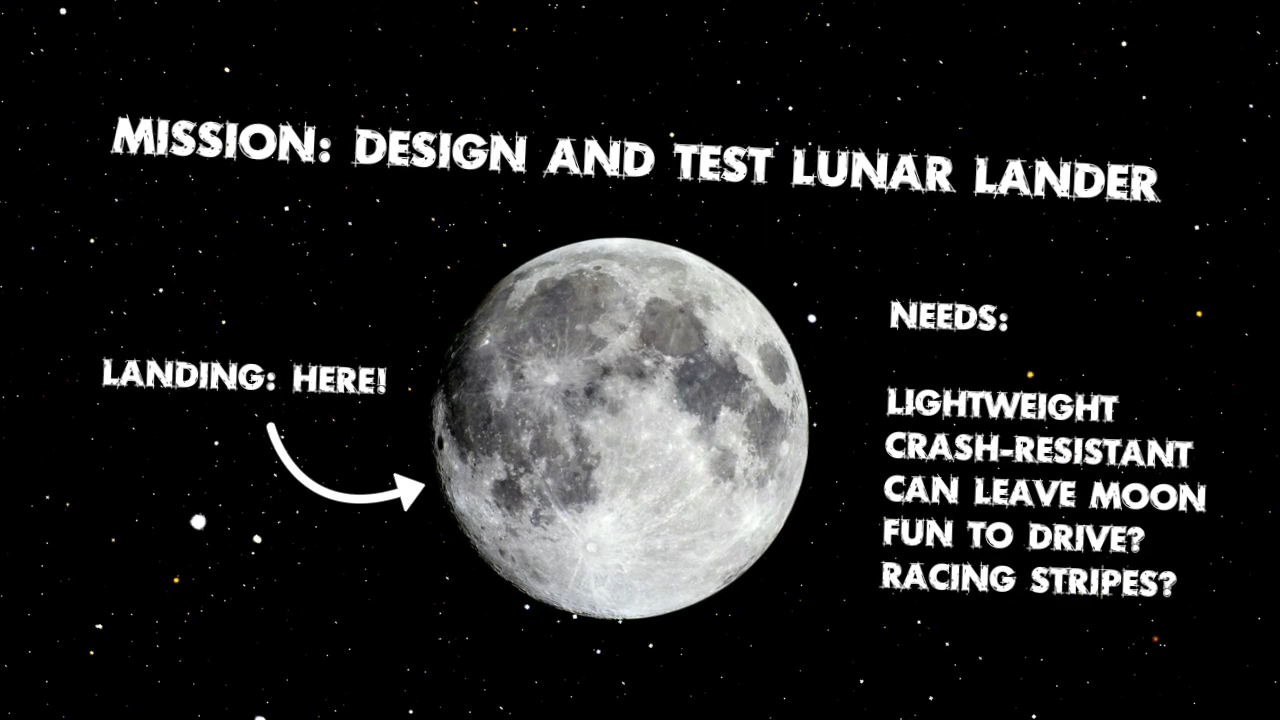 MISSION: DESIGN AND TEST LUNAR LANDER
LANDING: HERE!
NEEDS:
LIGHTWEIGHT
CRASH-RESISTANT
CAN LEAVE MOON
FUN TO DRIVE?
RACING STRIPES?